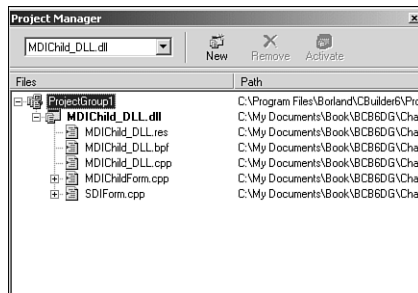 Project Manager
MDIChild_DLL.dll
New Remove Activate
Files Path
ProjectGroup1 C:\Program Files\Borland\CBuilder6\Pro
MDIChild_DLL.dll C:\My Documents\Book\BCB6DG\Cha
MDIChild_DLL.res C:\My Documents\Book\BCB6DG\Cha
MDIChild_DLL.bpf C:\My Documents\Book\BCB6DG\Cha
MDIChild_DLL.cpp C:\My Documents\Book\BCB6DG\Cha
MDIChildForm.cpp C:\My Documents\Book\BCB6DG\Cha
SDIForm.cpp C:\My Documents\Book\BCB6DG\Cha